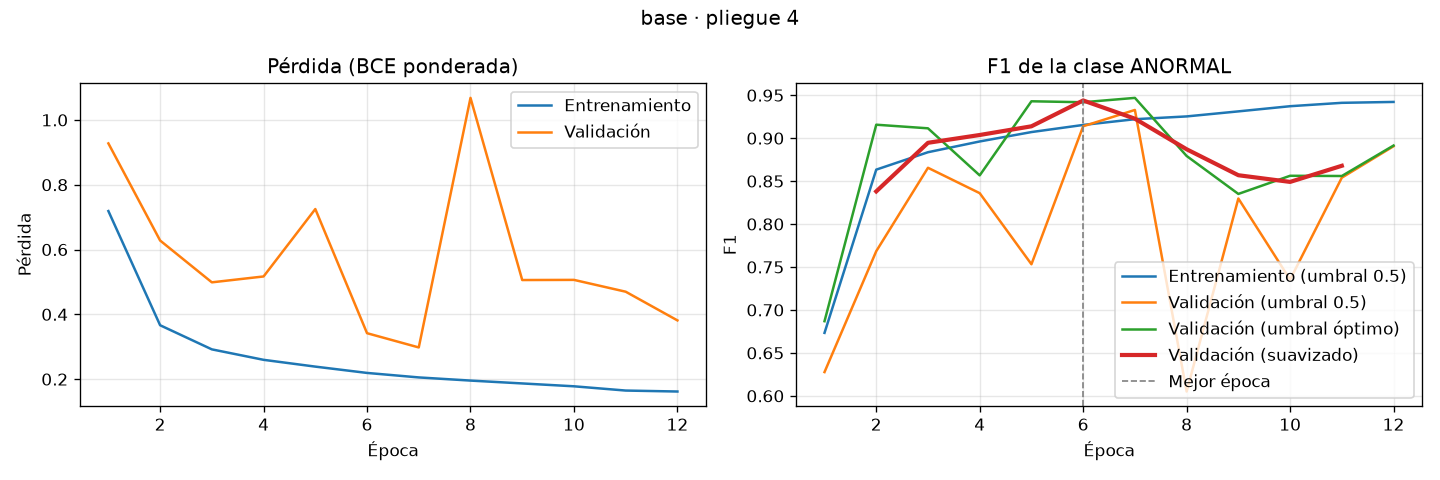 base · pliegue 4
Pérdida (BCE ponderada)
Pérdida
1.0
0.8
0.6
0.4
0.2
2 4 6 8 10 12
Época
Entrenamiento
Validación
F1 de la clase ANORMAL
F1
0.95
0.90
0.85
0.80
0.75
0.70
0.65
0.60
2 4 6 8 10 12
Época
Entrenamiento (umbral 0.5)
Validación (umbral 0.5)
Validación (umbral óptimo)
Validación (suavizado)
Mejor época